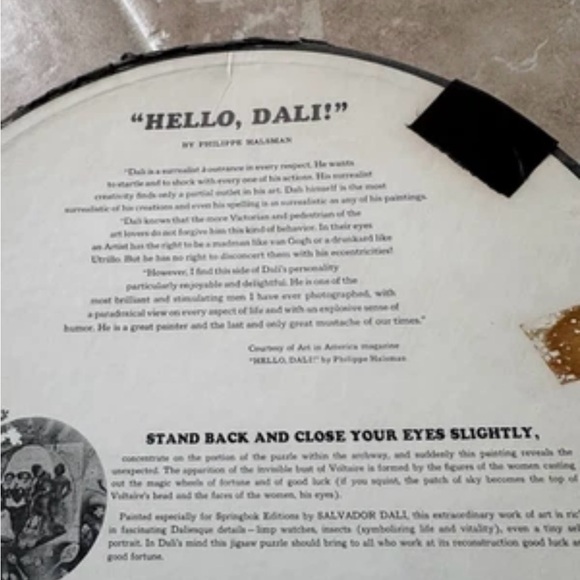 "HELLO, DALI!"
BY PHILIPPE HALSMAN
"Dali is a surrealist à outrance in every respect. He wants
to startle and to shock with every one of his actions. His surrealist
creativity finds only a partial outlet in his art. Dali himself is the most
surrealistic of his creations and even his spelling is as surrealistic as any of his paintings.
"Dali knows that the more Victorian and pedestrian of the
art lovers do not forgive him this kind of behavior. In their eyes
an Artist has the right to be a madman like van Gogh or a drunkard like
Utrillo. But he has no right to disconcert them with his eccentricities!
"However, I find this side of Dali's personality
particularly enjoyable and delightful. He is one of the
most brilliant and stimulating men I have ever photographed, with
a paradoxical view on every aspect of life and with an explosive sense of
humor. He is a great painter and the last and only great mustache of our times."
Courtesy of Art in America magazine
"HELLO, DALI!" by Philippe Halsman
STAND BACK AND CLOSE YOUR EYES SLIGHTLY,
concentrate on the portion of the puzzle within the archway, and suddenly this painting reveals the
unexpected. The apparition of the invisible bust of Voltaire is formed by the figures of the women casting
out the magic wheels of fortune and of good luck (if you squint, the patch of sky becomes the top of
Voltaire's head and the faces of the women, his eyes).
Painted especially for Springbok Editions by SALVADOR DALI, this extraordinary work of art is rich
in fascinating Daliesque details—limp watches, insects (symbolizing life and vitality), even a tiny sel
portrait. In Dali's mind this jigsaw puzzle should bring to all who work at its reconstruction good luck a
good fortune.